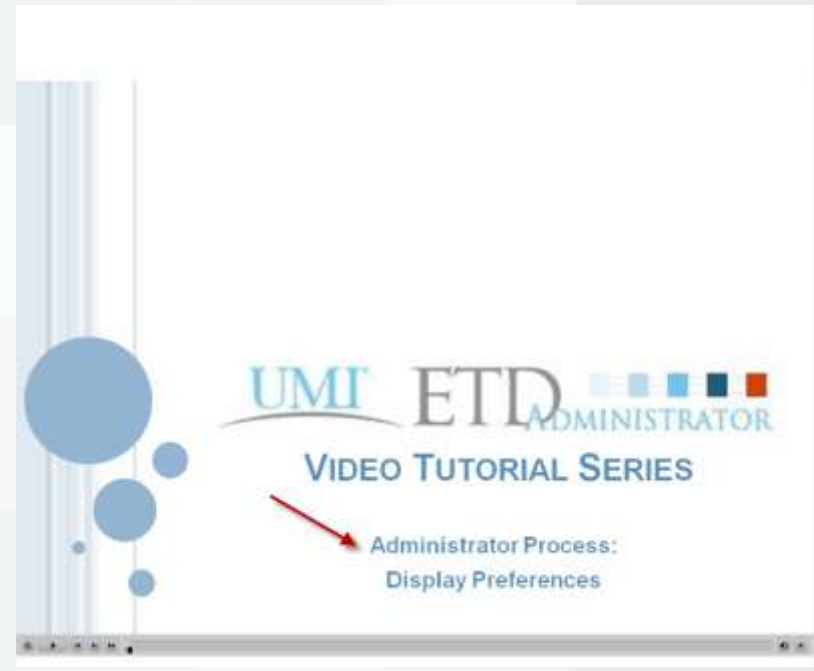 UMI ETD ADMINISTRATOR
VIDEO TUTORIAL SERIES
Administrator Process:
Display Preferences